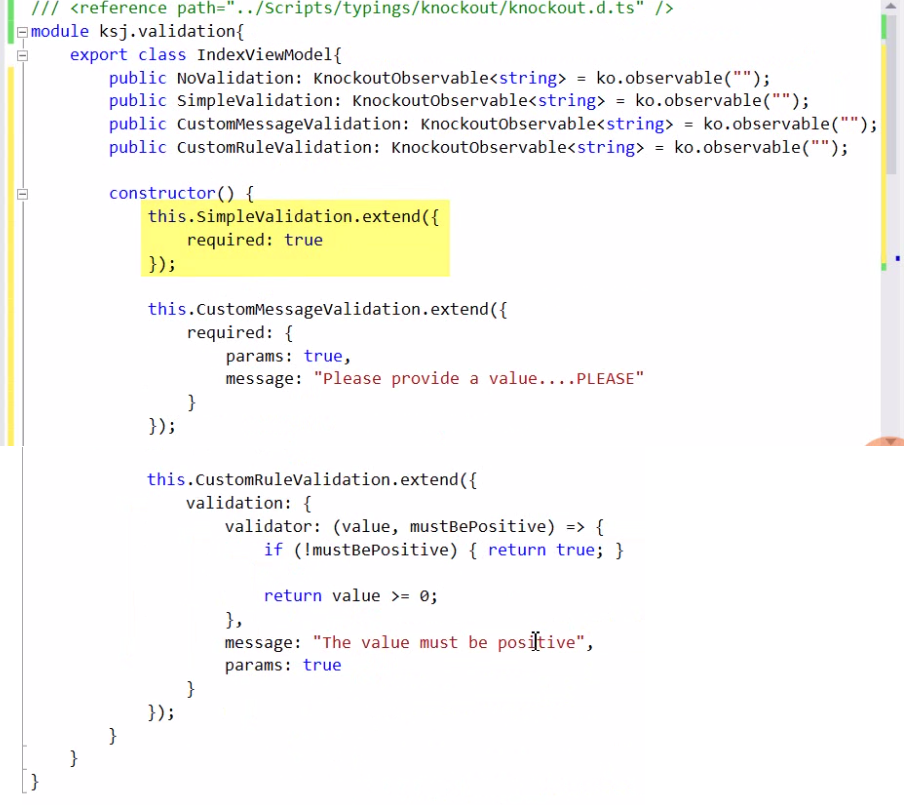 /// <reference path="../Scripts/typings/knockout/knockout.d.ts" />
module ksj.validation{
    export class IndexViewModel{
        public NoValidation: KnockoutObservable<string> = ko.observable("");
        public SimpleValidation: KnockoutObservable<string> = ko.observable("");
        public CustomMessageValidation: KnockoutObservable<string> = ko.observable("");
        public CustomRuleValidation: KnockoutObservable<string> = ko.observable("");

        constructor() {
            this.SimpleValidation.extend({
                required: true
            });

            this.CustomMessageValidation.extend({
                required: {
                    params: true,
                    message: "Please provide a value....PLEASE"
                }
            });

            this.CustomRuleValidation.extend({
                validation: {
                    validator: (value, mustBePositive) => {
                        if (!mustBePositive) { return true; }

                        return value >= 0;
                    },
                    message: "The value must be positive",
                    params: true
                }
            });
        }
    }
}